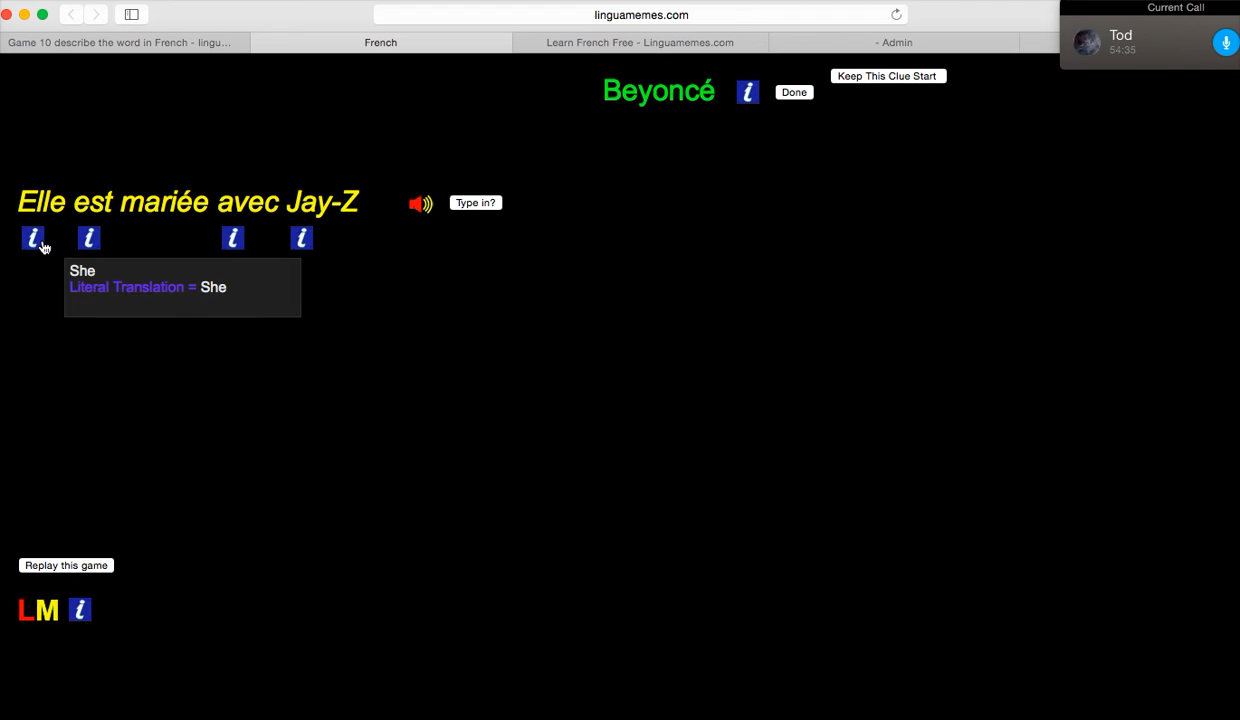 linguamemes.com
Current Call
Tod
54:35
Game 10 describe the word in French - lingu...
French
Learn French Free - Linguamemes.com
- Admin
Keep This Clue Start
Beyoncé i Done
Elle est mariée avec Jay-Z Type in?
i i i i
She
Literal Translation = She
Replay this game
LM i